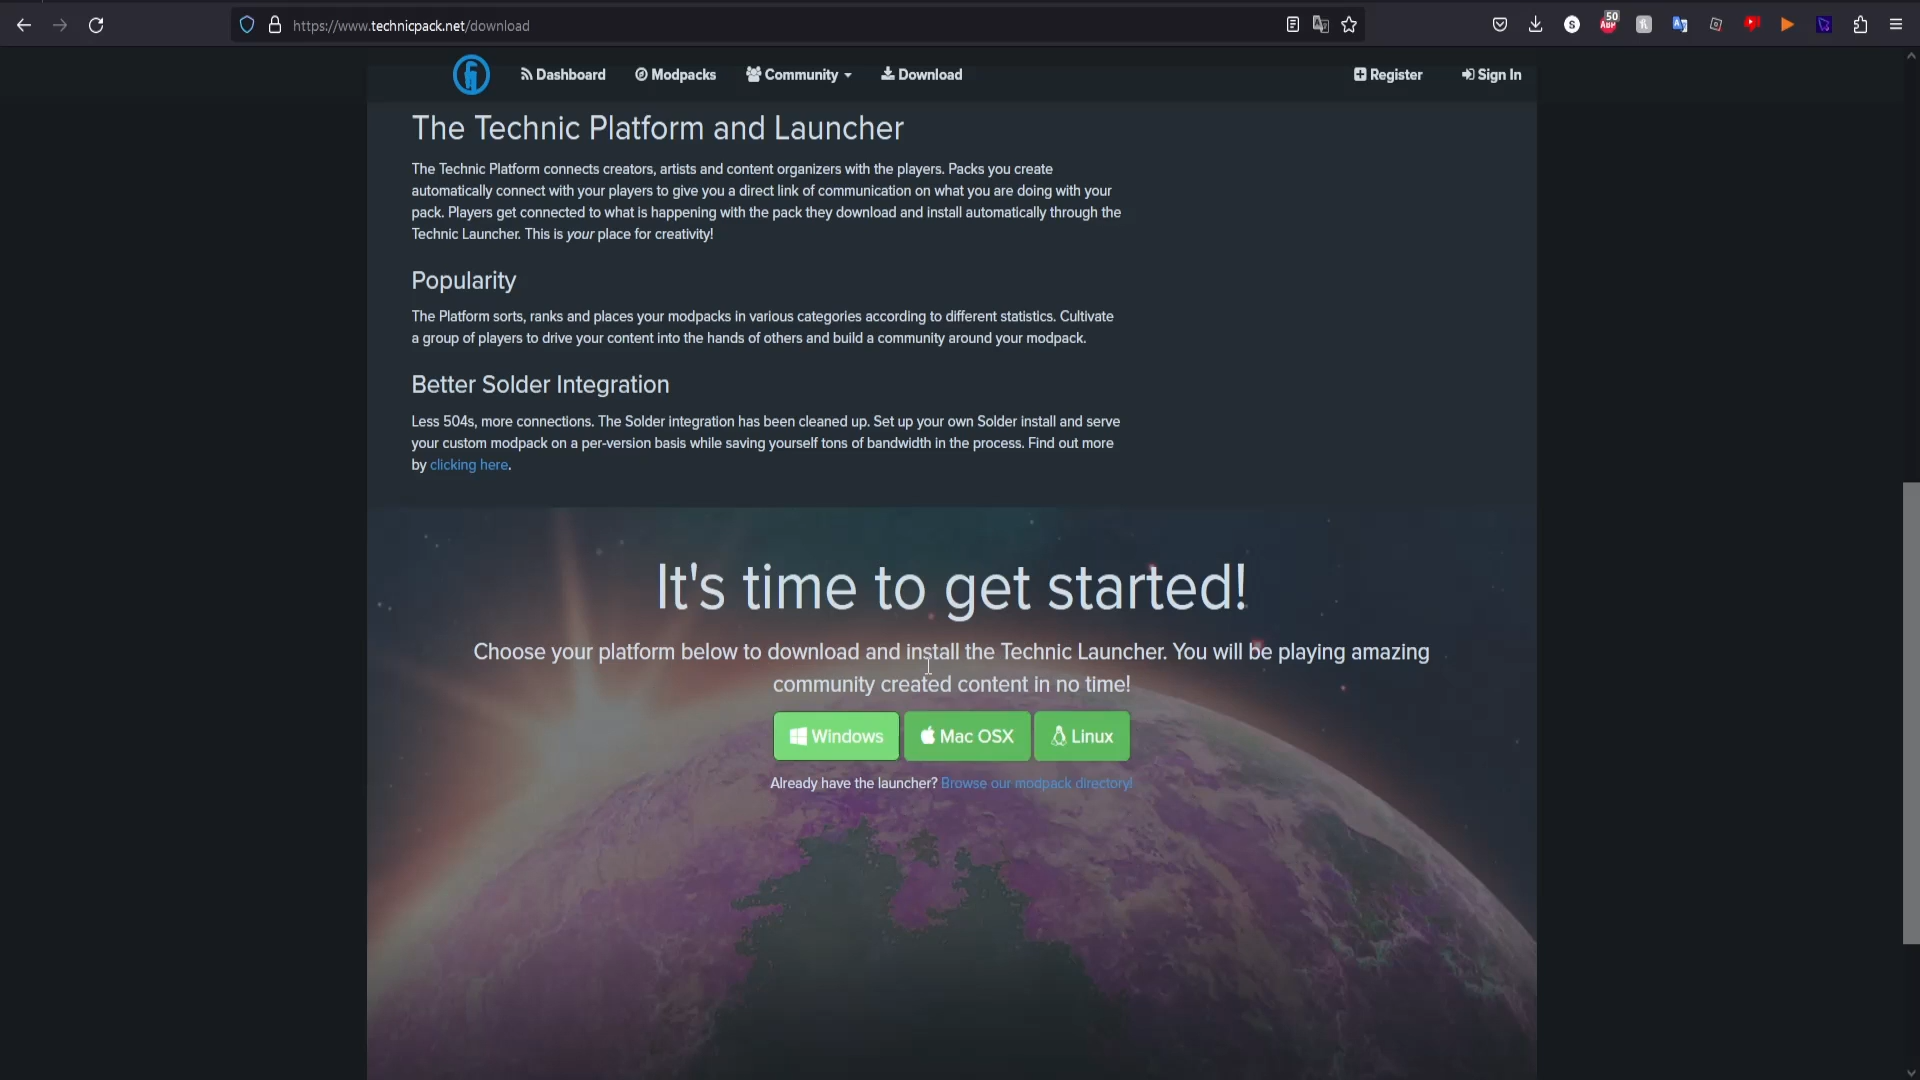 https://www.technicpack.net/download
50
ABP
Dashboard
Modpacks
Community
Download
Register
Sign In
The Technic Platform and Launcher
The Technic Platform connects creators, artists and content organizers with the players. Packs you create
automatically connect with your players to give you a direct link of communication on what you are doing with your
pack. Players get connected to what is happening with the pack they download and install automatically through the
Technic Launcher. This is your place for creativity!
Popularity
The Platform sorts, ranks and places your modpacks in various categories according to different statistics. Cultivate
a group of players to drive your content into the hands of others and build a community around your modpack.
Better Solder Integration
Less 504s, more connections. The Solder integration has been cleaned up. Set up your own Solder install and serve
your custom modpack on a per-version basis while saving yourself tons of bandwidth in the process. Find out more
by clicking here.
It's time to get started!
Choose your platform below to download and install the Technic Launcher. You will be playing amazing
community created content in no time!
Windows
Mac OSX
Linux
Already have the launcher? Browse our modpack directory!